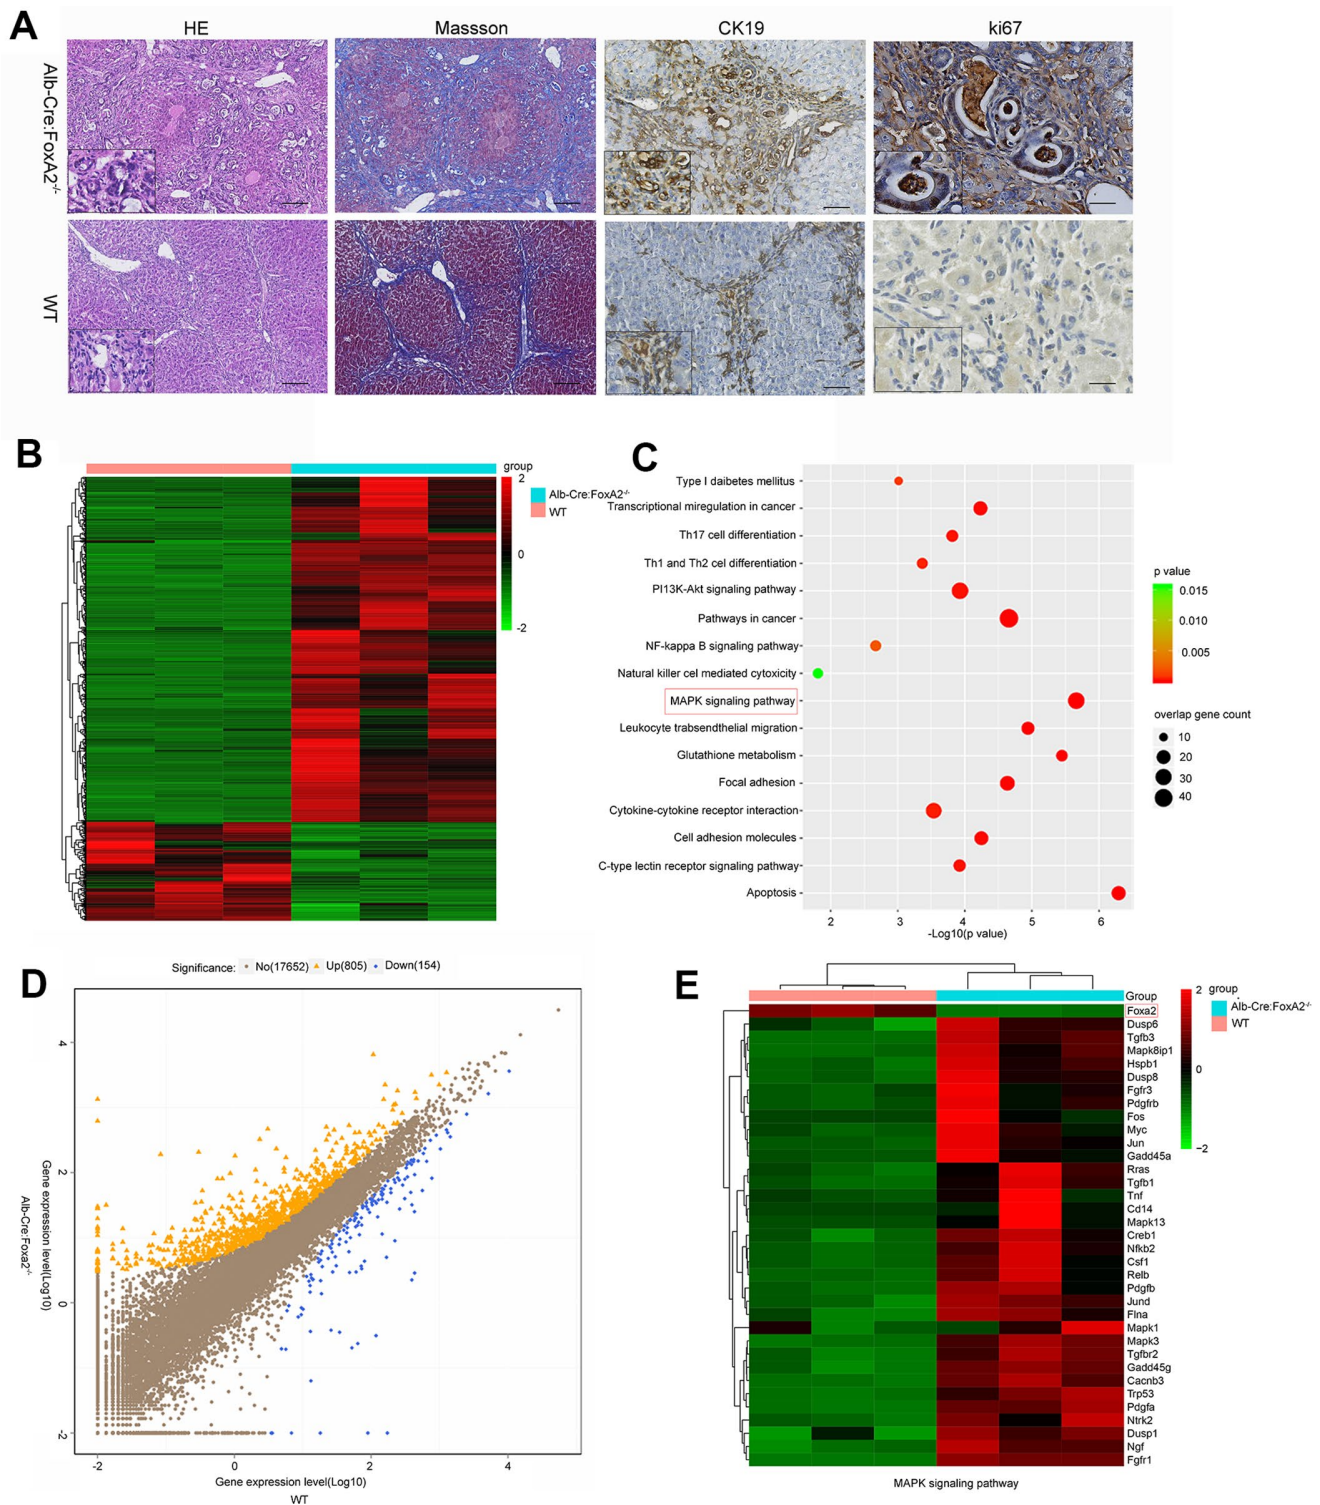 A
HE
Massson
CK19
ki67
Alb-Cre:FoxA2-/-
WT
B
group
2
0
-2
Alb-Cre:FoxA2-/-
WT
C
Type I daibetes mellitus
Transcriptional miregulation in cancer
Th17 cell differentiation
Th1 and Th2 cel differentiation
PI13K-Akt signaling pathway
Pathways in cancer
NF-kappa B signaling pathway
Natural killer cel mediated cytoxicity
MAPK signaling pathway
Leukocyte trabsendthelial migration
Glutathione metabolism
Focal adhesion
Cytokine-cytokine receptor interaction
Cell adhesion molecules
C-type lectin receptor signaling pathway
Apoptosis
2 3 4 5 6
-Log10(p value)
p value
0.015
0.010
0.005
overlap gene count
10
20
30
40
D
Significance: No(17652) Up(805) Down(154)
4
2
0
-2
Gene expression level(Log10)
Alb-Cre:Foxa2-/-
-2 0 2 4
Gene expression level(Log10)
WT
E
Group
Foxa2
Dusp6
Tgfb3
Mapk8ip1
Hspb1
Dusp8
Fgfr3
Pdgfrb
Fos
Myc
Jun
Gadd45a
Rras
Tgfb1
Tnf
Cd14
Mapk13
Creb1
Nfkb2
Csf1
Relb
Pdgfb
Jund
Flna
Mapk1
Mapk3
Tgfbr2
Gadd45g
Cacnb3
Trp53
Pdgfa
Ntrk2
Dusp1
Ngf
Fgfr1
MAPK signaling pathway
2
1
0
-1
-2
group
Alb-Cre:FoxA2-/-
WT